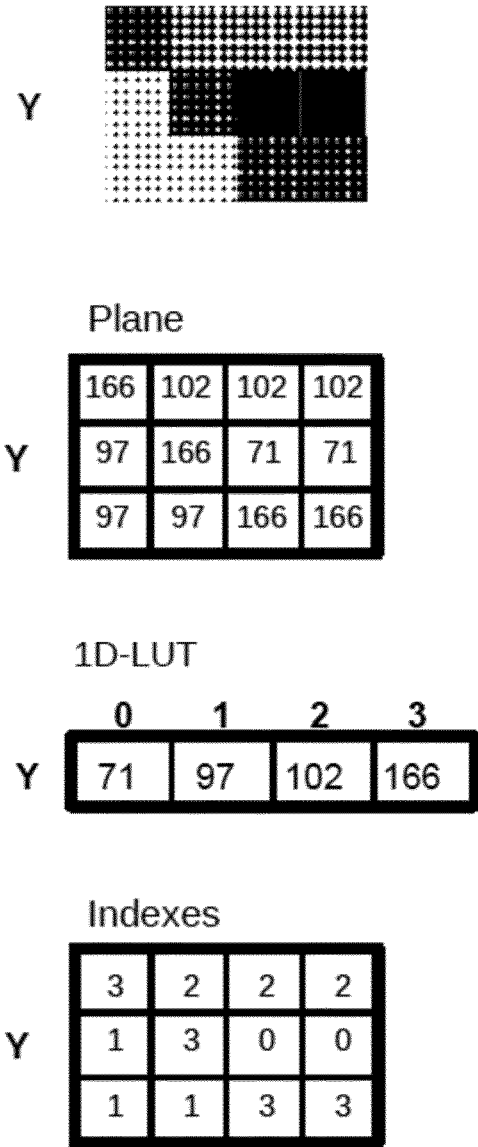 Y
Plane
166 102 102 102
Y 97 166 71 71
97 97 166 166
1D-LUT
0 1 2 3
Y 71 97 102 166
Indexes
3 2 2 2
Y 1 3 0 0
1 1 3 3